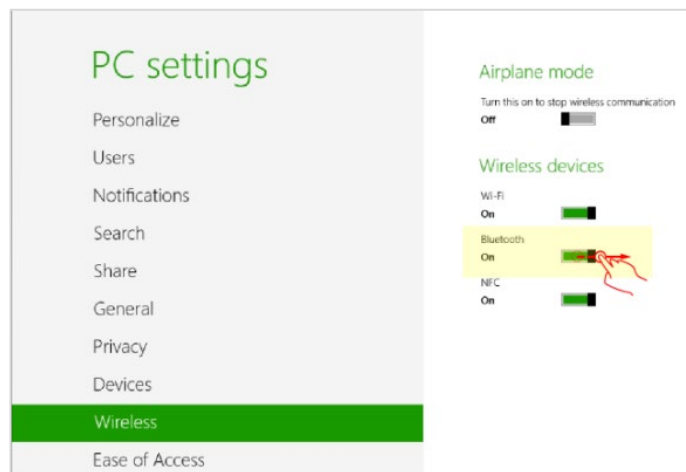 PC settings
Personalize
Users
Notifications
Search
Share
General
Privacy
Devices
Wireless
Ease of Access
Airplane mode
Turn this on to stop wireless communication
Off
Wireless devices
Wi-Fi
On
Bluetooth
On
NFC
On